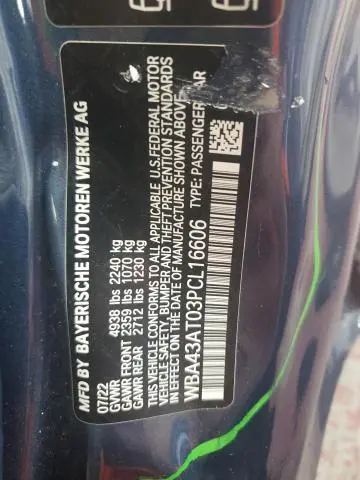 MFD BY BAYERISCHE MOTOREN WERKE AG
07/22
GVWR 4938 lbs 2240 kg
GAWR FRONT 2359 lbs 1070 kg
GAWR REAR 2712 lbs 1230 kg
THIS VEHICLE CONFORMS TO ALL APPLICABLE U.S. FEDERAL MOTOR
VEHICLE SAFETY, BUMPER AND THEFT PREVENTION STANDARDS
IN EFFECT ON THE DATE OF MANUFACTURE SHOWN ABOVE.
WBA43AT03PCL16606 TYPE: PASSENGER CAR